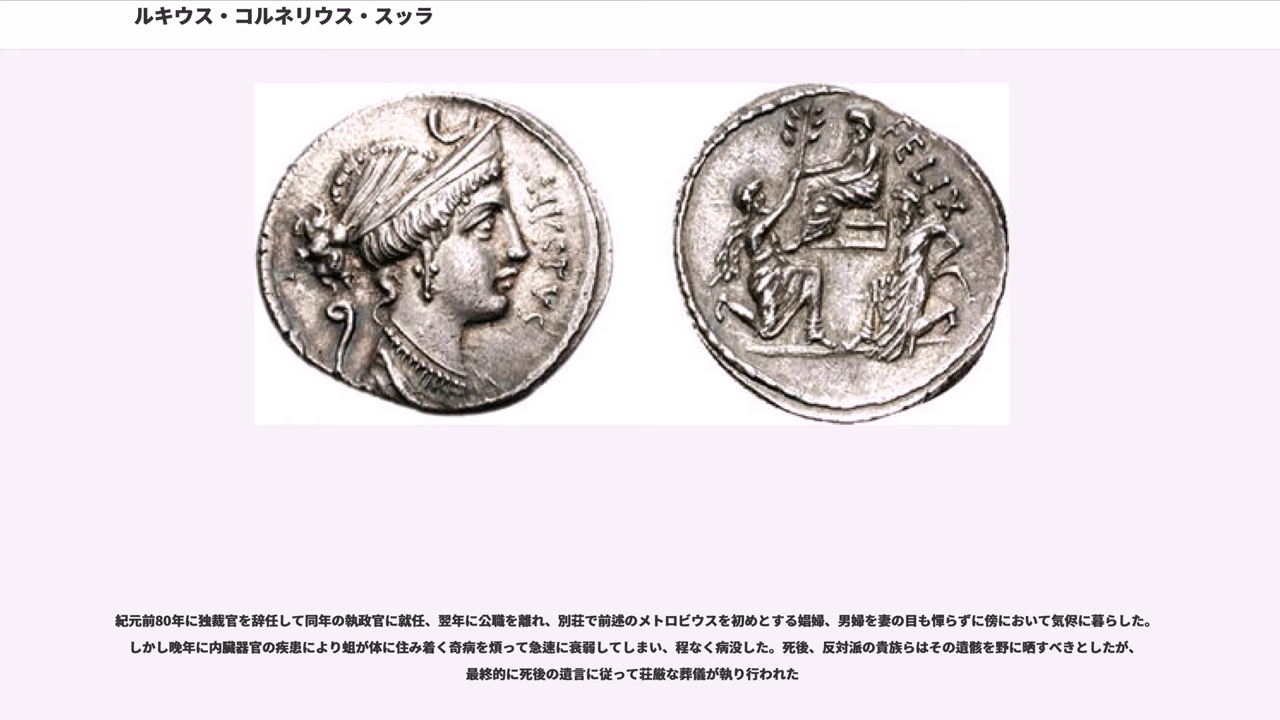 ルキウス・コルネリウス・スッラ
FELIX
紀元前80年に独裁官を辞任して同年の執政官に就任、翌年に公職を離れ、別荘で前述のメトロビウスを初めとする娼婦、男婦を妻の目も憚らずに傍において気侭に暮らした。
しかし晩年に内臓器官の疾患により蛆が体に住み着く奇病を煩って急速に衰弱してしまい、程なく病没した。死後、反対派の貴族らはその遺骸を野に晒すべきとしたが、
最終的に死後の遺言に従って荘厳な葬儀が執り行われた